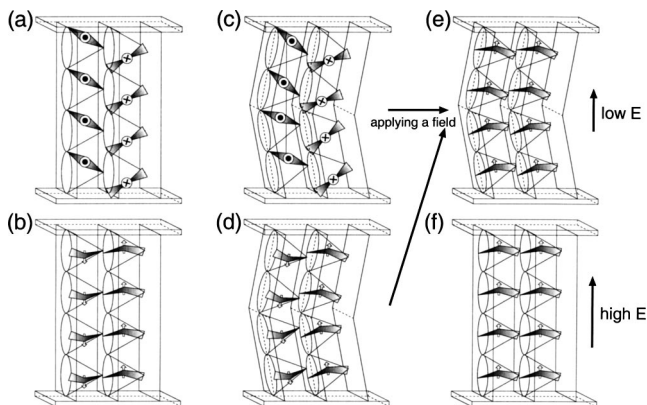 (a)
(c)
(e)
applying a field
low E
(b)
(d)
(f)
high E